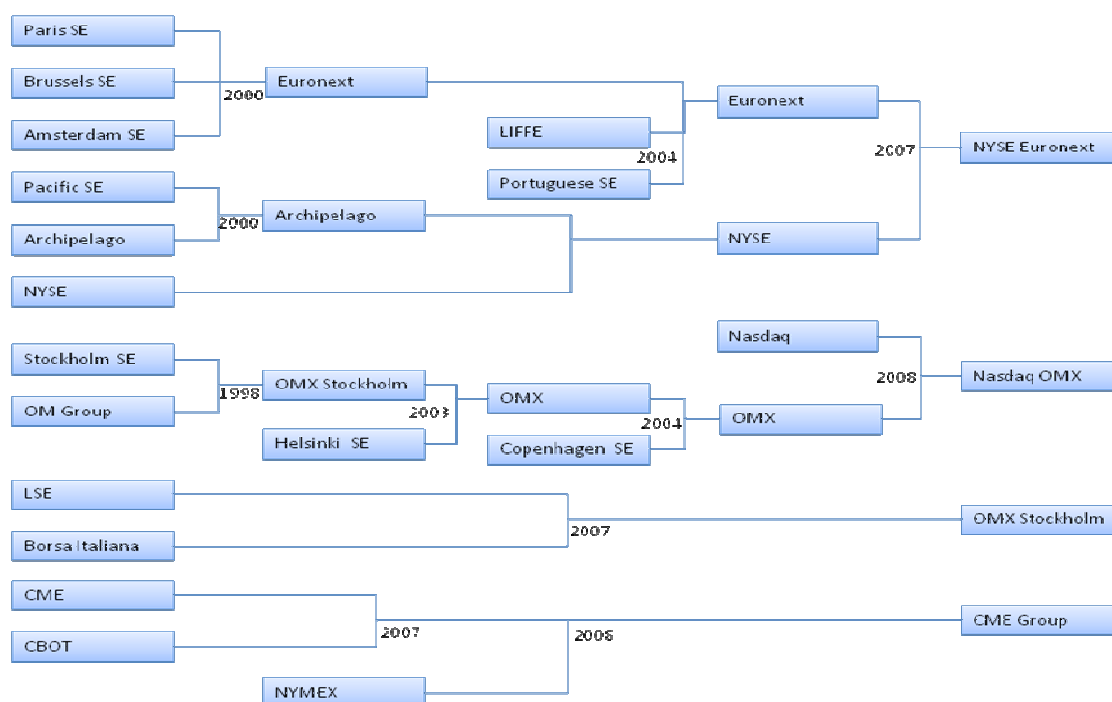 Paris SE
Brussels SE
2000
Euronext
Amsterdam SE
LIFFE
2004
Portuguese SE
Euronext
2007
NYSE Euronext
Pacific SE
2000
Archipelago
Archipelago
NYSE
NYSE
Stockholm SE
1998
OM Group
OMX Stockholm
2003
Helsinki SE
OMX
2004
Copenhagen SE
Nasdaq
2008
OMX
Nasdaq OMX
LSE
2007
Borsa Italiana
OMX Stockholm
CME
2007
CBOT
2008
NYMEX
CME Group